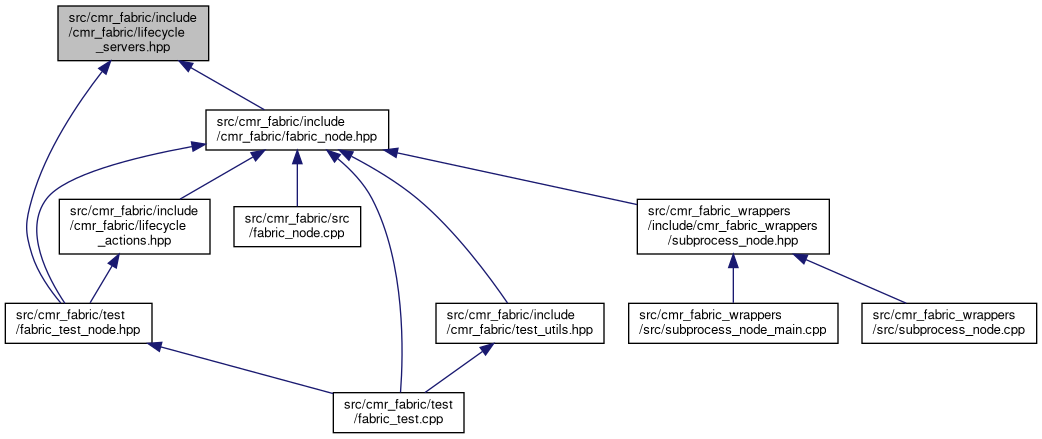 src/cmr_fabric/include
/cmr_fabric/lifecycle
_servers.hpp
src/cmr_fabric/include
/cmr_fabric/fabric_node.hpp
src/cmr_fabric/include
/cmr_fabric/lifecycle
_actions.hpp
src/cmr_fabric/src
/fabric_node.cpp
src/cmr_fabric_wrappers
/include/cmr_fabric_wrappers
/subprocess_node.hpp
src/cmr_fabric/test
/fabric_test_node.hpp
src/cmr_fabric/include
/cmr_fabric/test_utils.hpp
src/cmr_fabric_wrappers
/src/subprocess_node_main.cpp
src/cmr_fabric_wrappers
/src/subprocess_node.cpp
src/cmr_fabric/test
/fabric_test.cpp